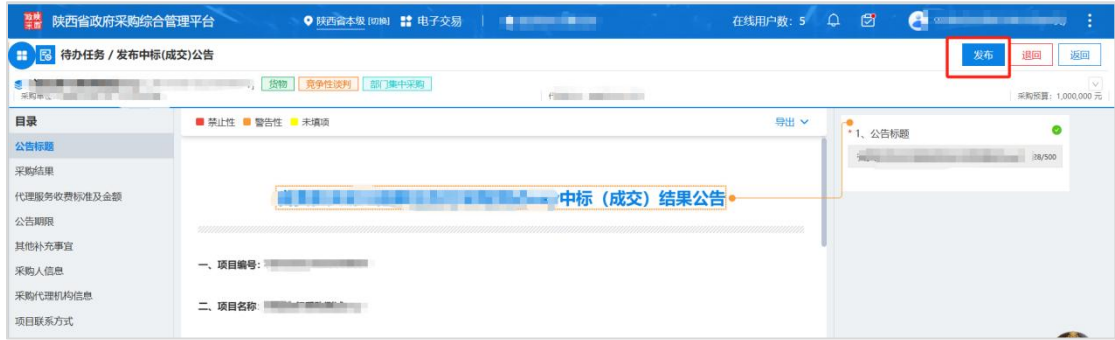 陕西省政府采购综合管理平台
陕西省本级 [切换]
电子交易
在线用户数：5
待办任务 / 发布中标(成交)公告
发布
退回
返回
货物
竞争性谈判
部门集中采购
采购预算：1,000,000 元
目录
公告标题
采购结果
代理服务收费标准及金额
公告期限
其他补充事宜
采购人信息
采购代理机构信息
项目联系方式
禁止性 警告性 未填项
导出
中标（成交）结果公告
一、项目编号:
二、项目名称:
* 1、公告标题
38/500